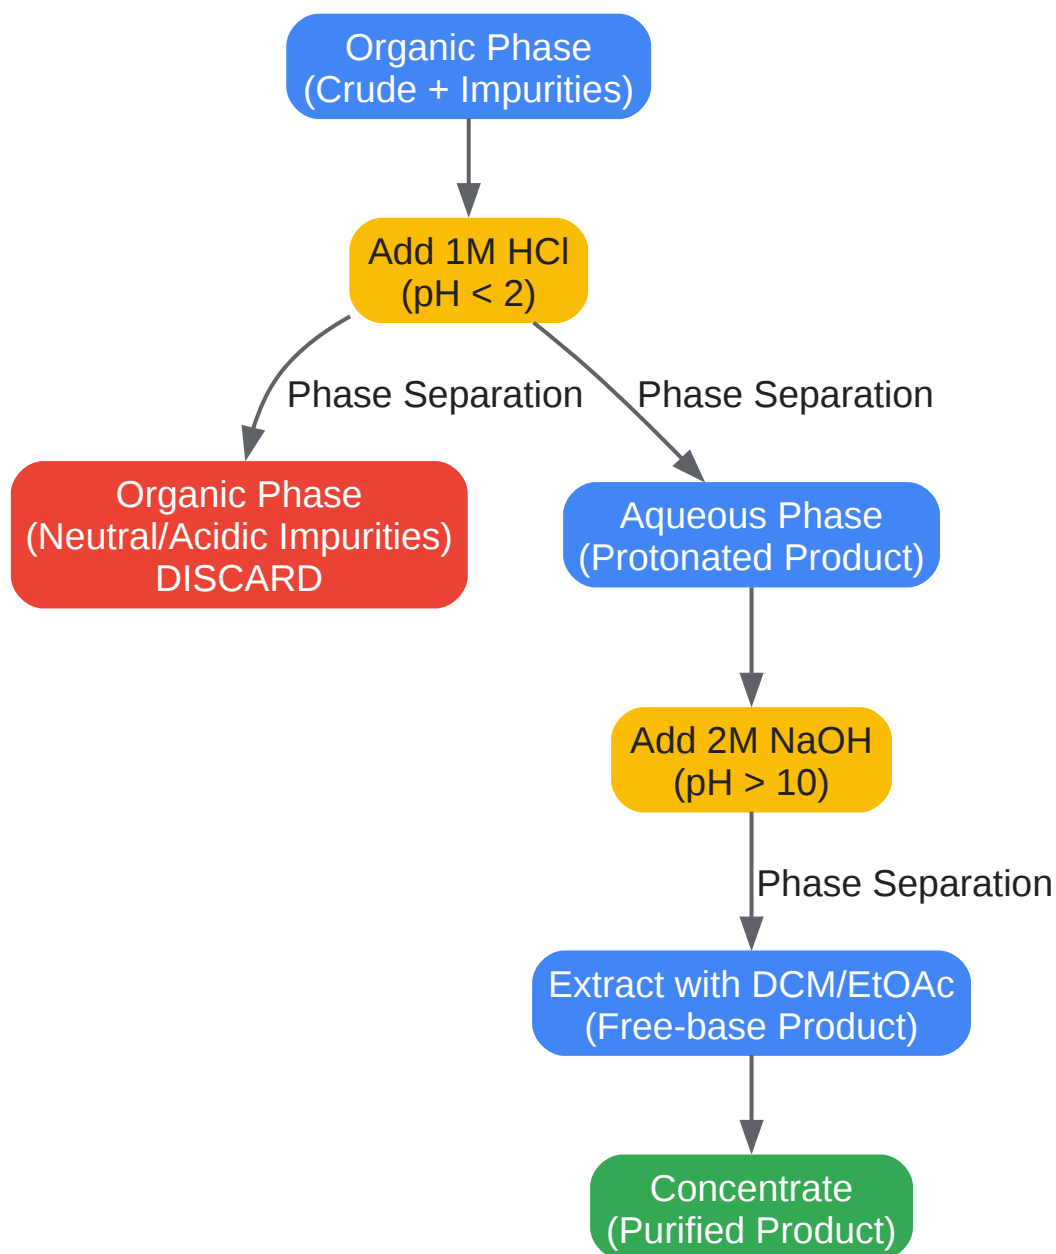 Organic Phase
(Crude + Impurities)
Add 1M HCl
(pH < 2)
Phase Separation
Phase Separation
Organic Phase
(Neutral/Acidic Impurities)
DISCARD
Aqueous Phase
(Protonated Product)
Add 2M NaOH
(pH > 10)
Phase Separation
Extract with DCM/EtOAc
(Free-base Product)
Concentrate
(Purified Product)